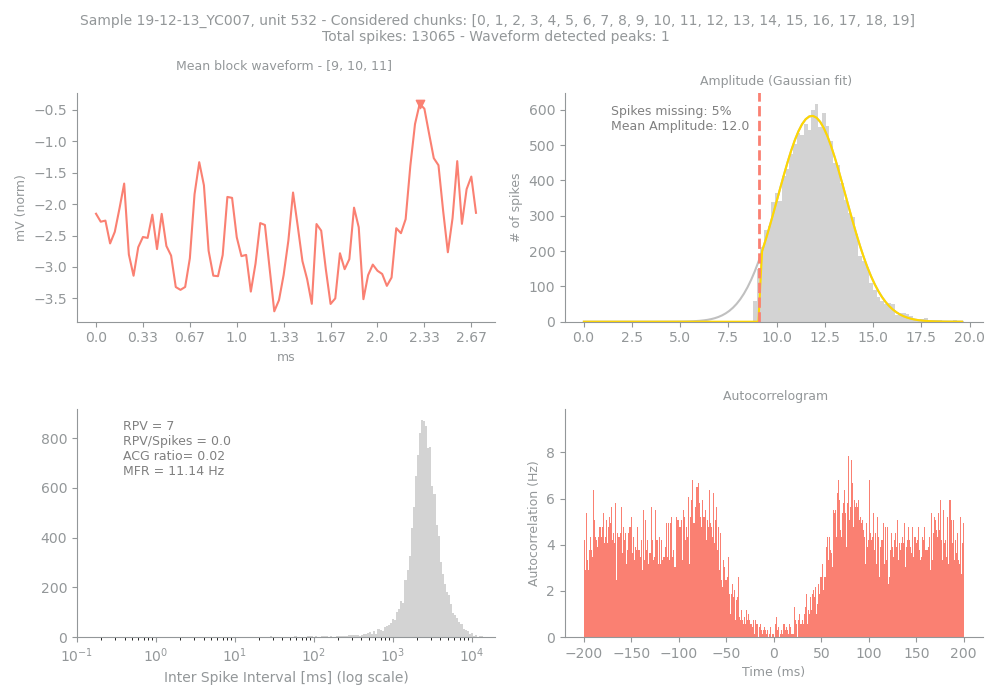 Sample 19-12-13_YC007, unit 532 - Considered chunks: [0, 1, 2, 3, 4, 5, 6, 7, 8, 9, 10, 11, 12, 13, 14, 15, 16, 17, 18, 19]
Total spikes: 13065 - Waveform detected peaks: 1
Mean block waveform - [9, 10, 11]
mV (norm)
−0.5
−1.0
−1.5
−2.0
−2.5
−3.0
−3.5
0.0 0.33 0.67 1.0 1.33 1.67 2.0 2.33 2.67
ms
Amplitude (Gaussian fit)
Spikes missing: 5%
Mean Amplitude: 12.0
# of spikes
600
500
400
300
200
100
0
0.0 2.5 5.0 7.5 10.0 12.5 15.0 17.5 20.0
RPV = 7
RPV/Spikes = 0.0
ACG ratio= 0.02
MFR = 11.14 Hz
800
600
400
200
0
10⁻¹ 10⁰ 10¹ 10² 10³ 10⁴
Inter Spike Interval [ms] (log scale)
Autocorrelogram
Autocorrelation (Hz)
8
6
4
2
0
−200 −150 −100 −50 0 50 100 150 200
Time (ms)